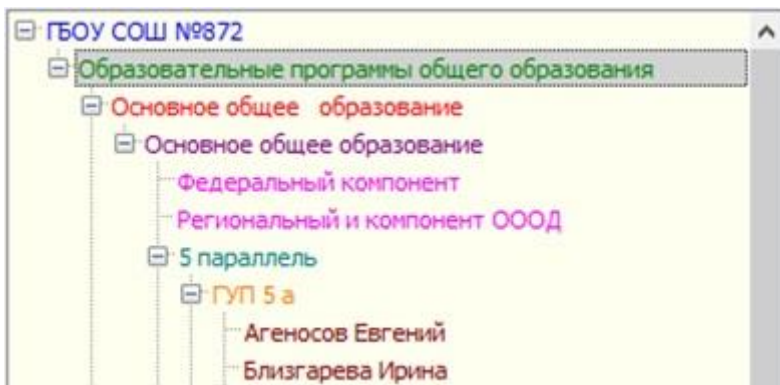 ГБОУ СОШ №872
Образовательные программы общего образования
Основное общее образование
Основное общее образование
Федеральный компонент
Региональный и компонент ОООД
5 параллель
ГУП 5 а
Агеносов Евгений
Близгарева Ирина